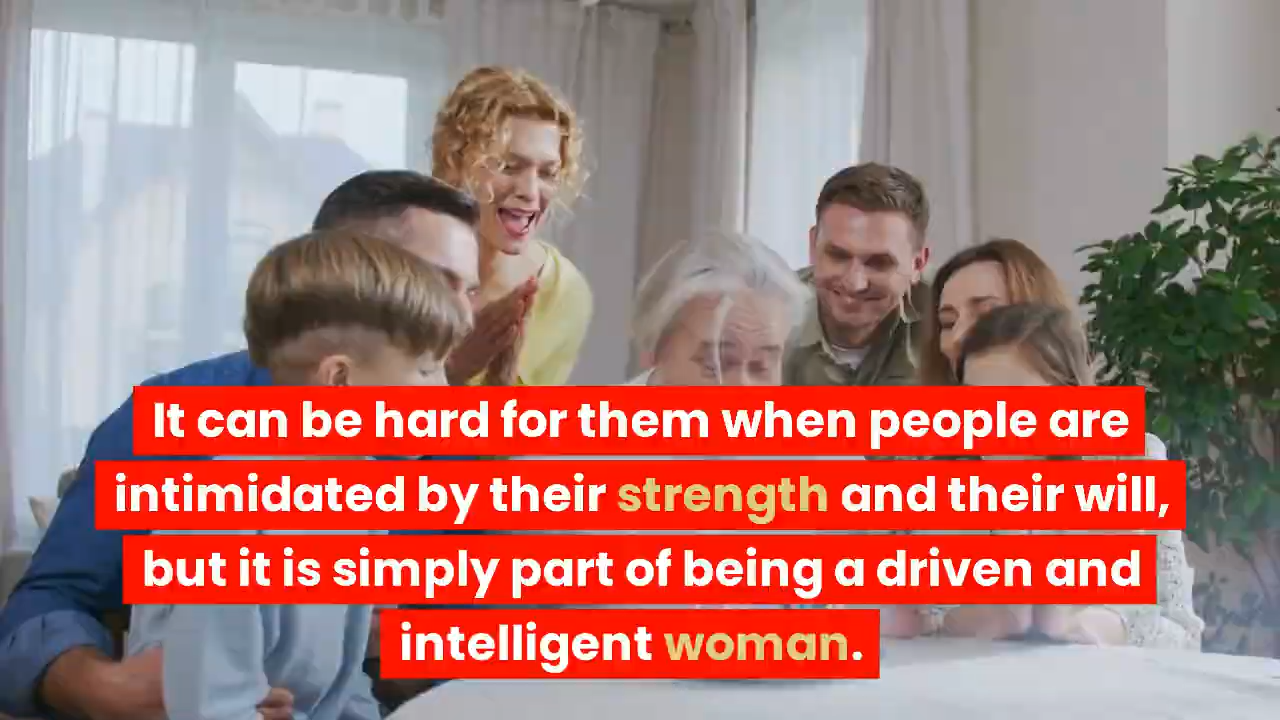 It can be hard for them when people are
intimidated by their strength and their will,
but it is simply part of being a driven and
intelligent woman.